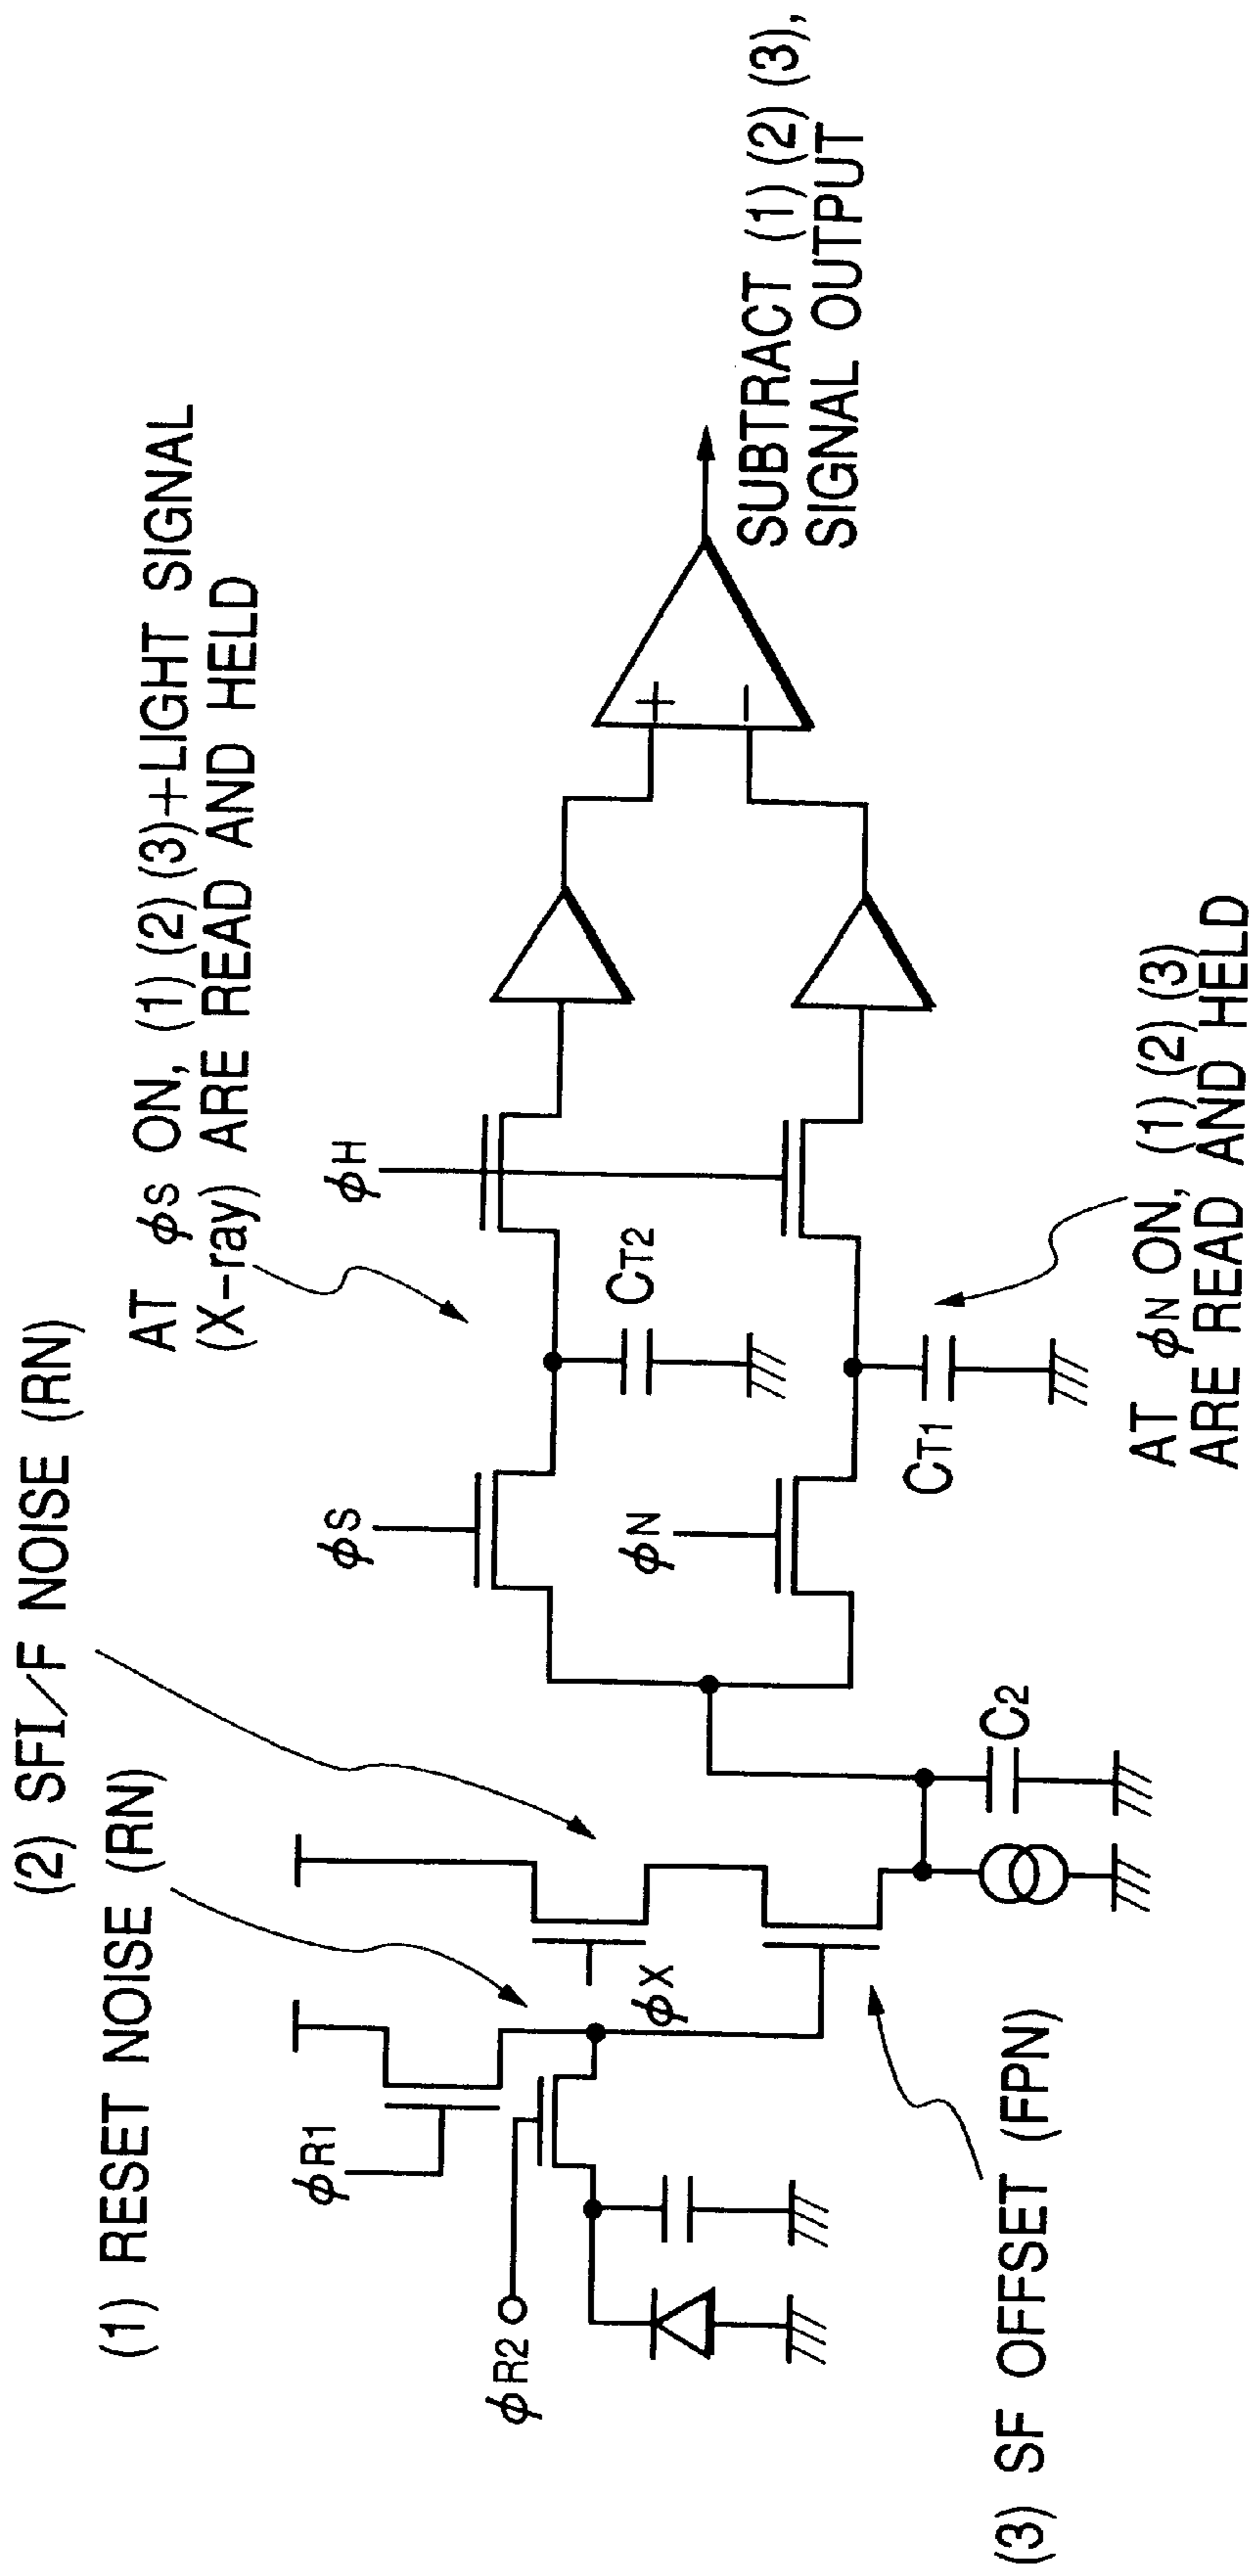 (1) RESET NOISE (RN)
(2) SFI/F NOISE (RN)
AT ϕS ON, (1) (2) (3)+LIGHT SIGNAL
(X-ray) ARE READ AND HELD
ϕR1
ϕR2
ϕX
ϕS
ϕH
CT2
ϕN
CT1
C2
SUBTRACT (1) (2) (3),
SIGNAL OUTPUT
+
−
(3) SF OFFSET (FPN)
AT ϕN ON, (1) (2) (3)
ARE READ AND HELD